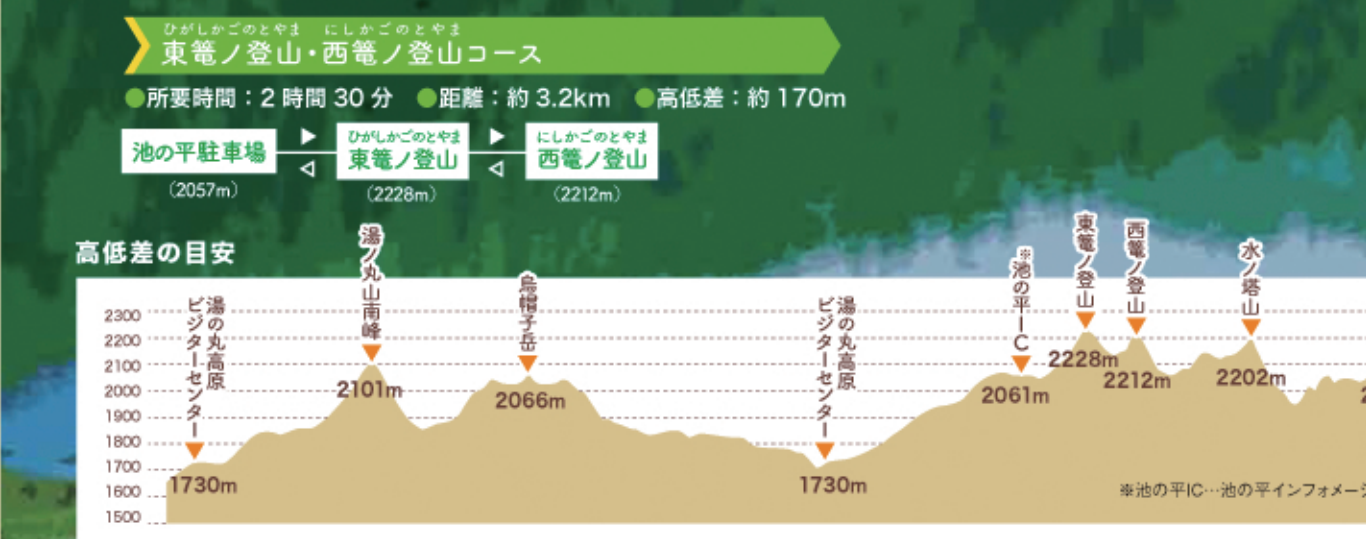 ひがしかごのとやま にしかごのとやま
東篭ノ登山・西篭ノ登山コース
●所要時間：2時間30分 ●距離：約3.2km ●高低差：約170m
池の平駐車場
（2057m）
ひがしかごのとやま
東篭ノ登山
（2228m）
にしかごのとやま
西篭ノ登山
（2212m）
高低差の目安
2300
2200
2100
2000
1900
1800
1700
1600
1500
湯の丸高原
ビジターセンター
1730m
湯ノ丸山南峰
2101m
烏帽子岳
2066m
湯の丸高原
ビジターセンター
1730m
※池の平IC
2061m
東篭ノ登山
2228m
西篭ノ登山
2212m
水ノ塔山
2202m
※池の平IC…池の平インフォメー